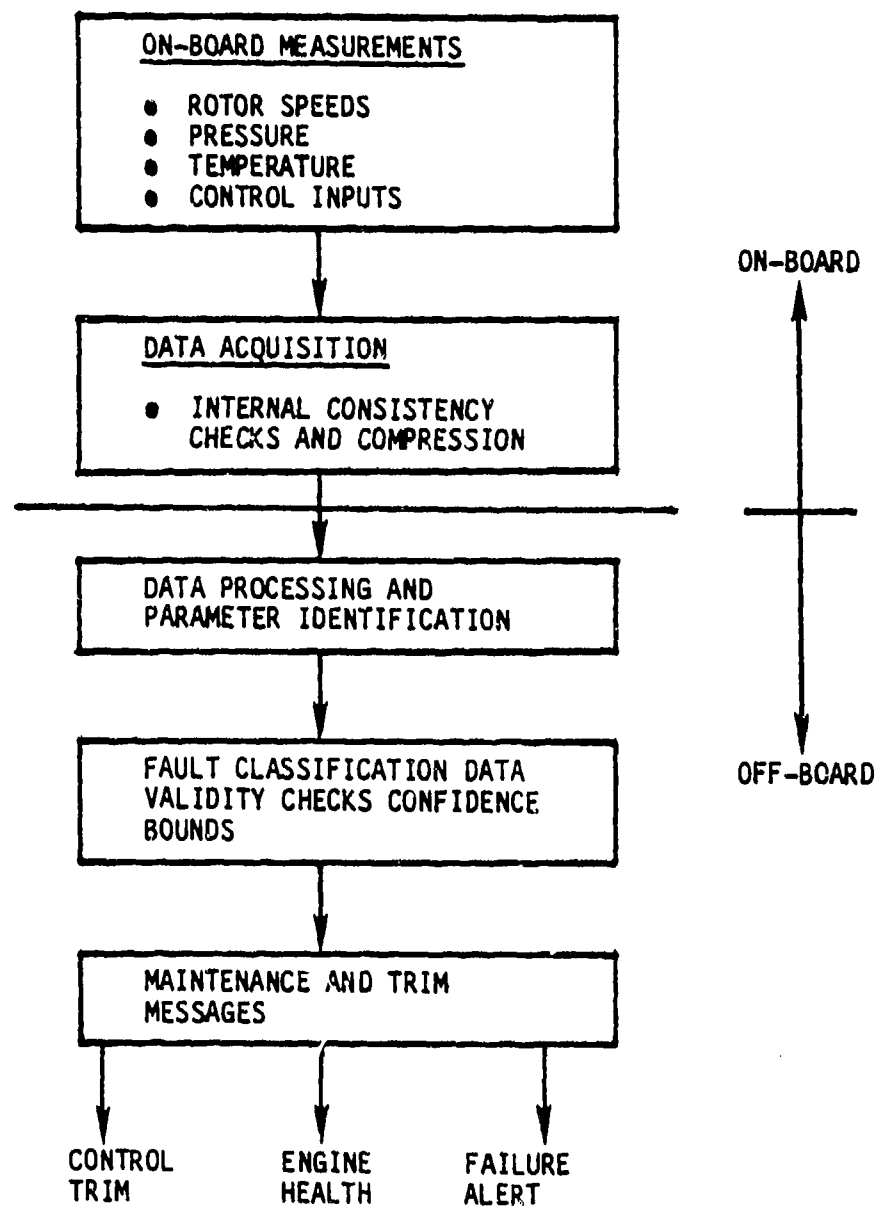 ON-BOARD MEASUREMENTS
● ROTOR SPEEDS
● PRESSURE
● TEMPERATURE
● CONTROL INPUTS
ON-BOARD
DATA ACQUISITION
● INTERNAL CONSISTENCY
CHECKS AND COMPRESSION
DATA PROCESSING AND
PARAMETER IDENTIFICATION
FAULT CLASSIFICATION DATA
VALIDITY CHECKS CONFIDENCE
BOUNDS
OFF-BOARD
MAINTENANCE AND TRIM
MESSAGES
CONTROL
TRIM
ENGINE
HEALTH
FAILURE
ALERT